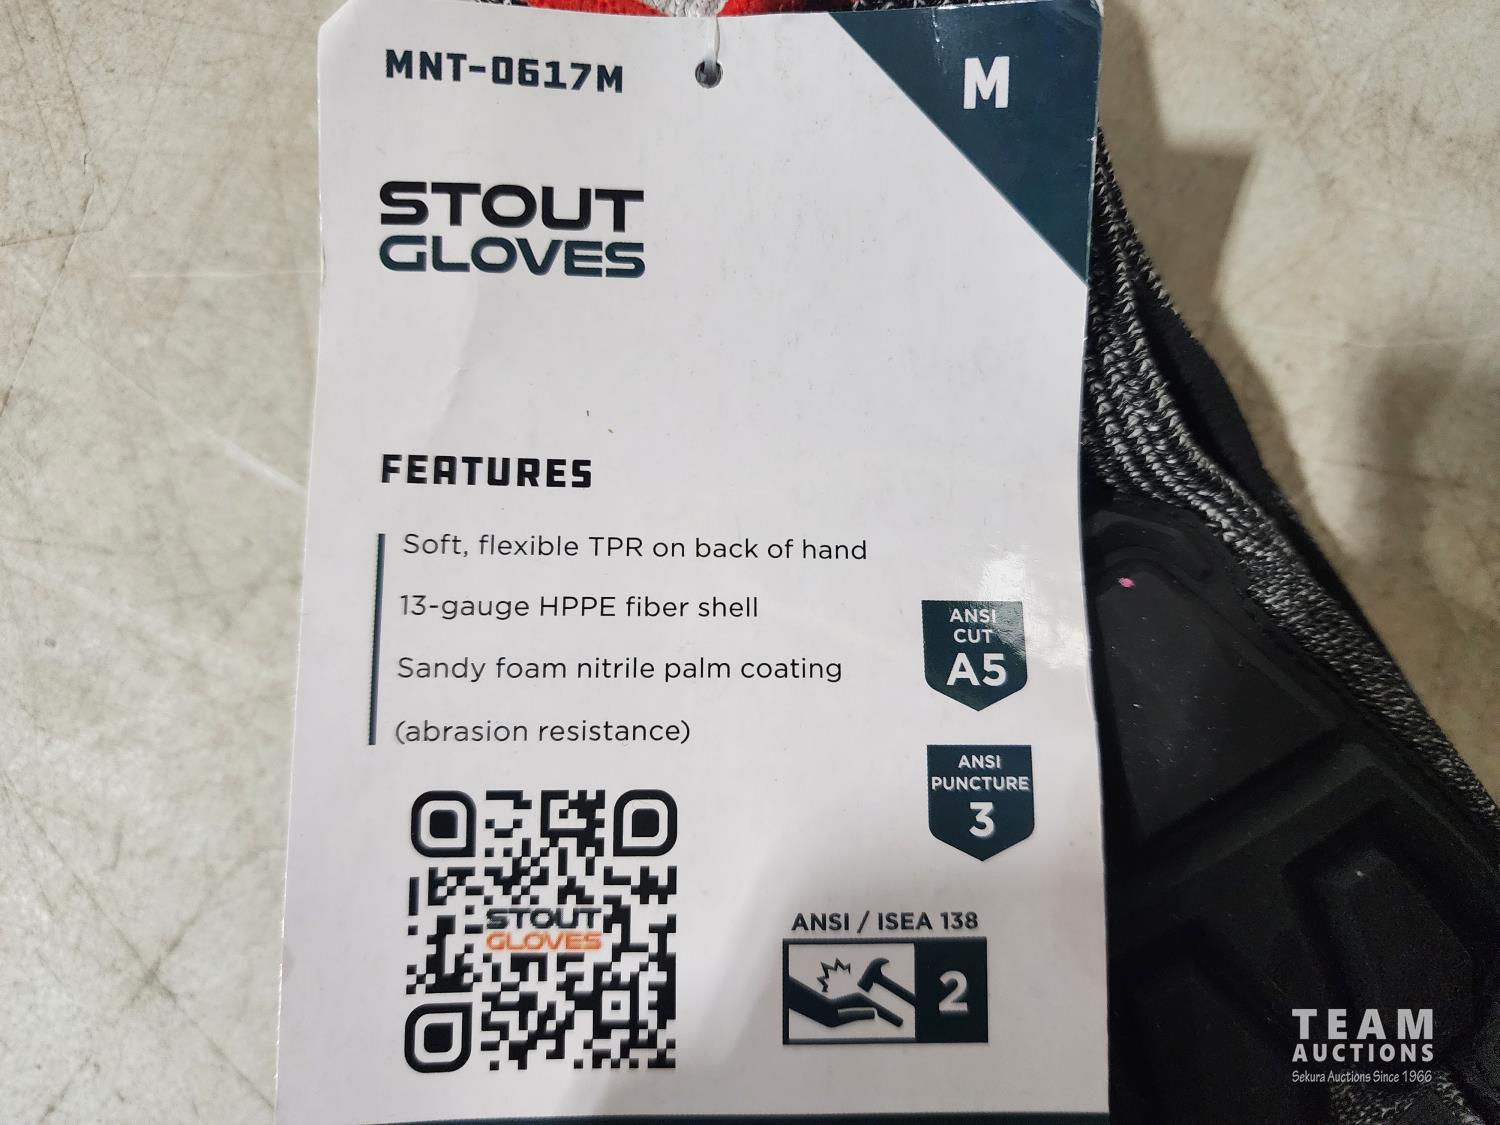 MNT-0617M
M
STOUT
GLOVES
FEATURES
Soft, flexible TPR on back of hand
13-gauge HPPE fiber shell
Sandy foam nitrile palm coating
(abrasion resistance)
ANSI
CUT
A5
ANSI
PUNCTURE
3
STOUT
GLOVES
ANSI / ISEA 138
2
TEAM
AUCTIONS
Sekura Auctions Since 1966